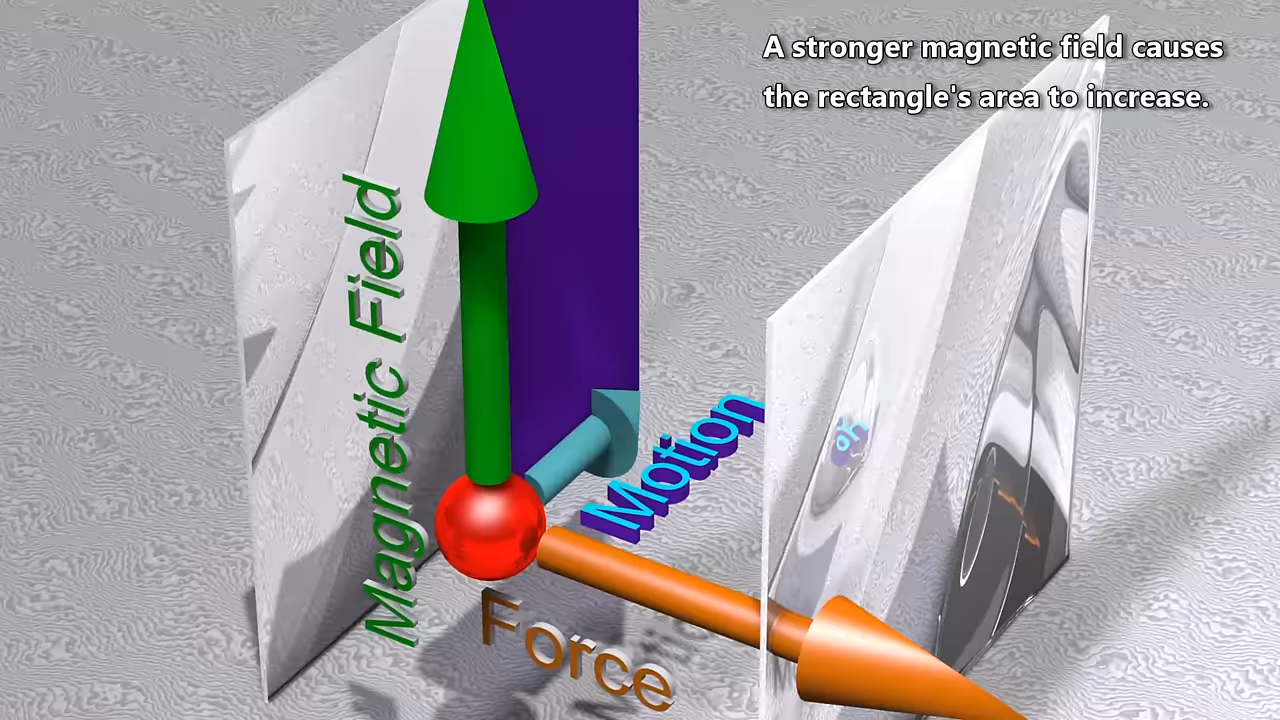 A stronger magnetic field causes
the rectangle's area to increase.
Magnetic Field
Motion
Force